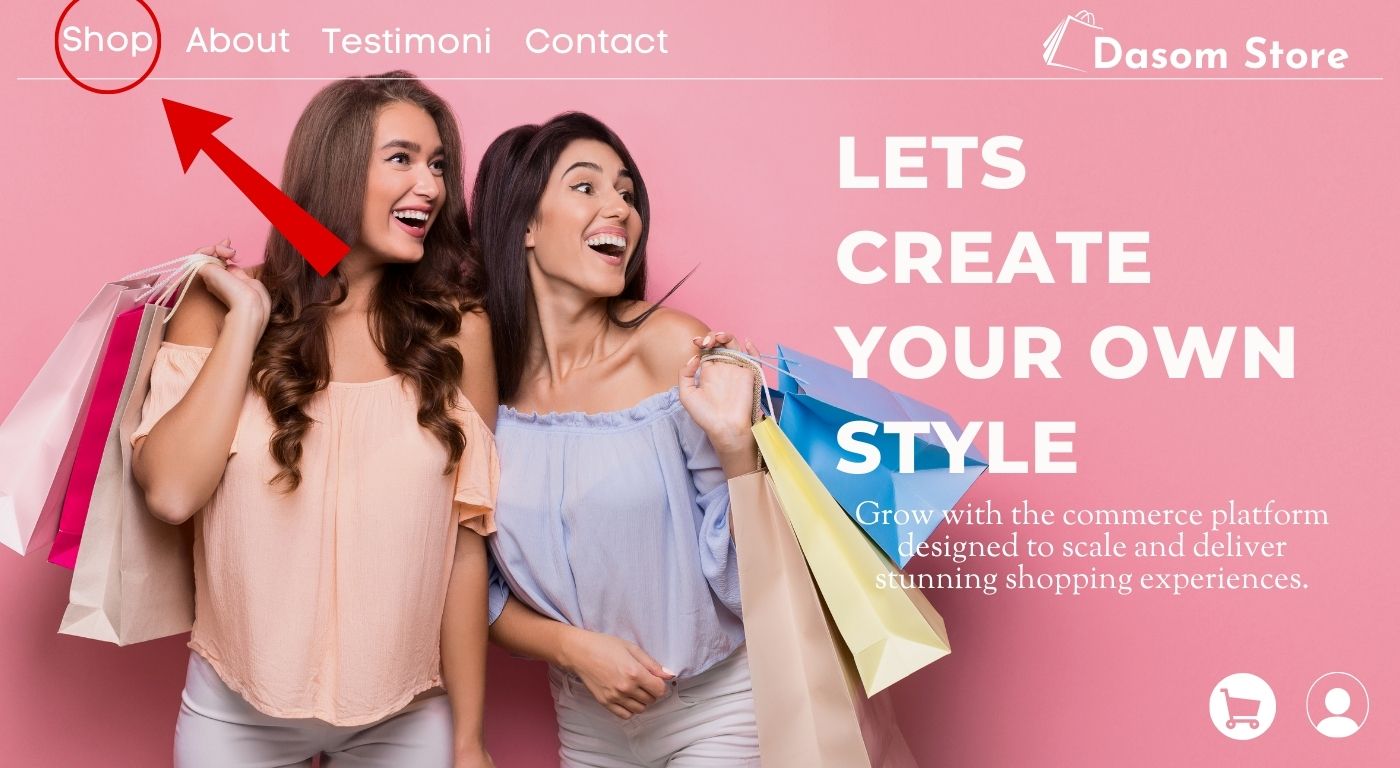 Shop About Testimoni Contact
Dasom Store
LETS
CREATE
YOUR OWN
STYLE
Grow with the commerce platform
designed to scale and deliver
stunning shopping experiences.